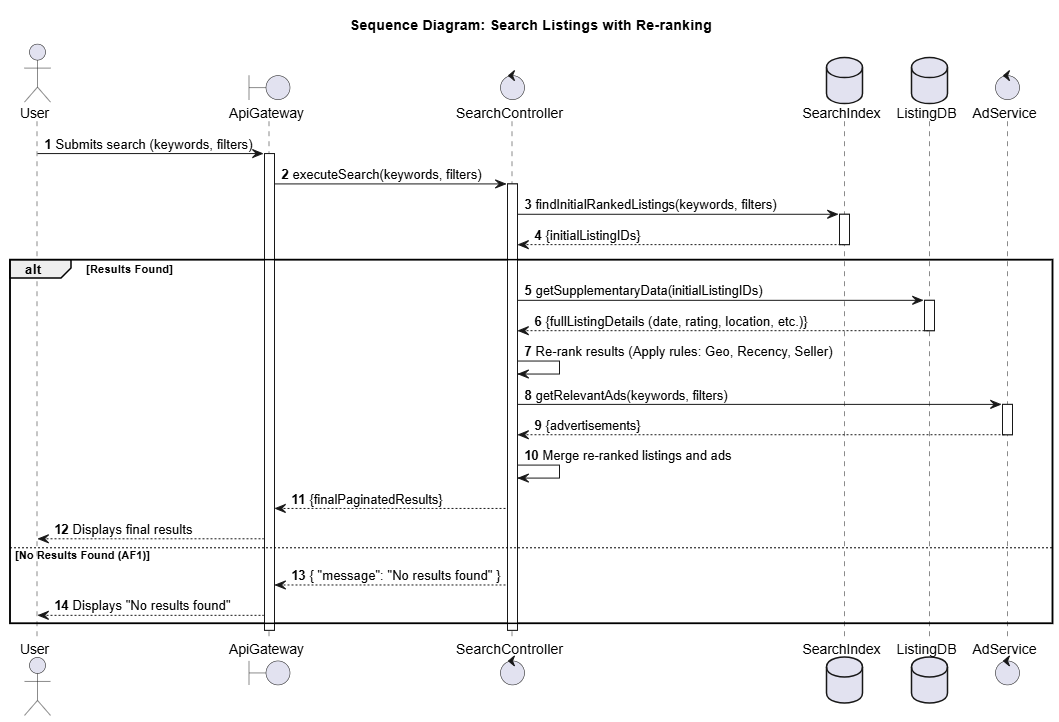 Sequence Diagram: Search Listings with Re-ranking
User
ApiGateway
SearchController
SearchIndex
ListingDB
AdService
1 Submits search (keywords, filters)
2 executeSearch(keywords, filters)
3 findInitialRankedListings(keywords, filters)
4 {initialListingIDs}
alt
[Results Found]
5 getSupplementaryData(initialListingIDs)
6 {fullListingDetails (date, rating, location, etc.)}
7 Re-rank results (Apply rules: Geo, Recency, Seller)
8 getRelevantAds(keywords, filters)
9 {advertisements}
10 Merge re-ranked listings and ads
11 {finalPaginatedResults}
12 Displays final results
[No Results Found (AF1)]
13 { "message": "No results found" }
14 Displays "No results found"
User
ApiGateway
SearchController
SearchIndex
ListingDB
AdService